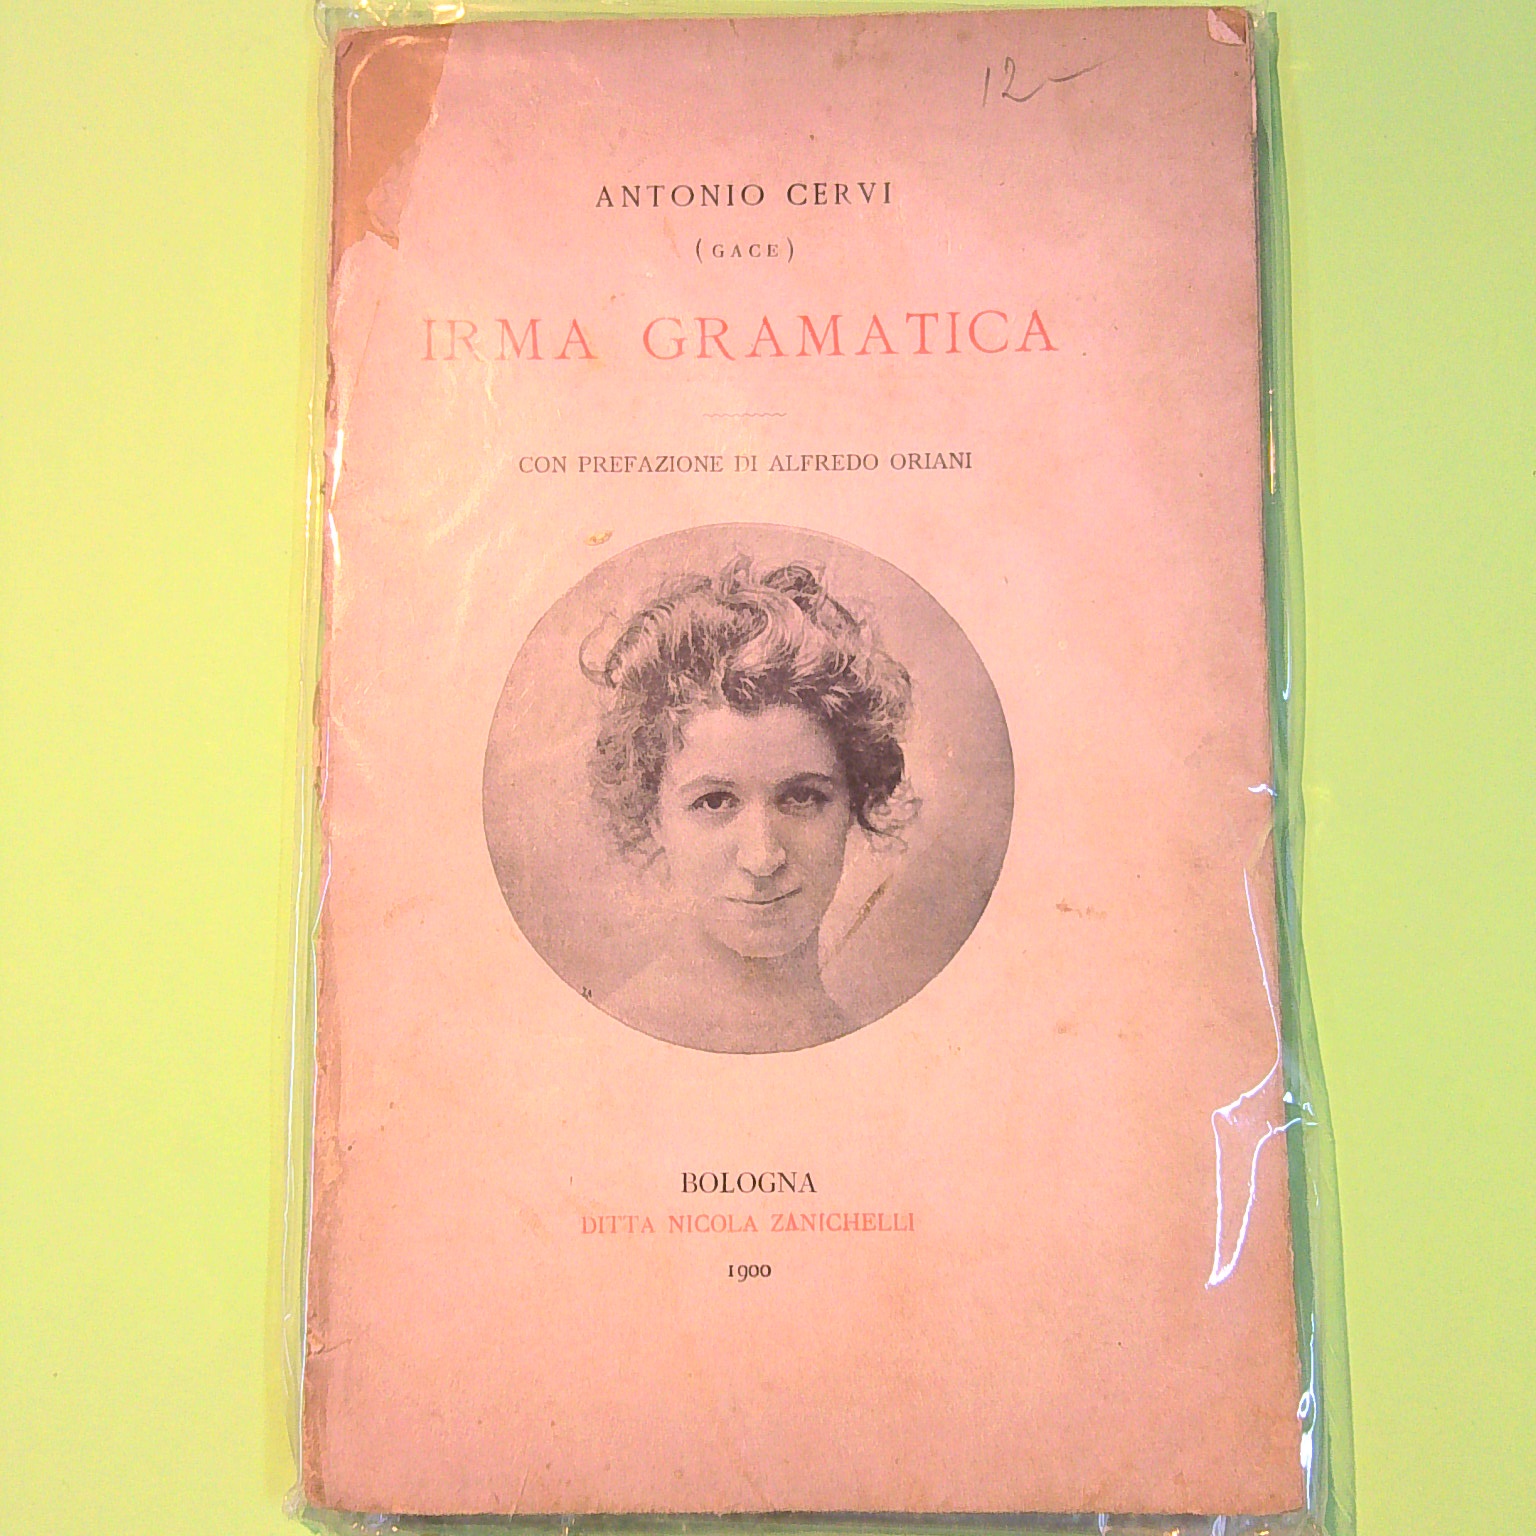 12-
ANTONIO CERVI
(GACE)
IRMA GRAMATICA
CON PREFAZIONE DI ALFREDO ORIANI
BOLOGNA
DITTA NICOLA ZANICHELLI
1900